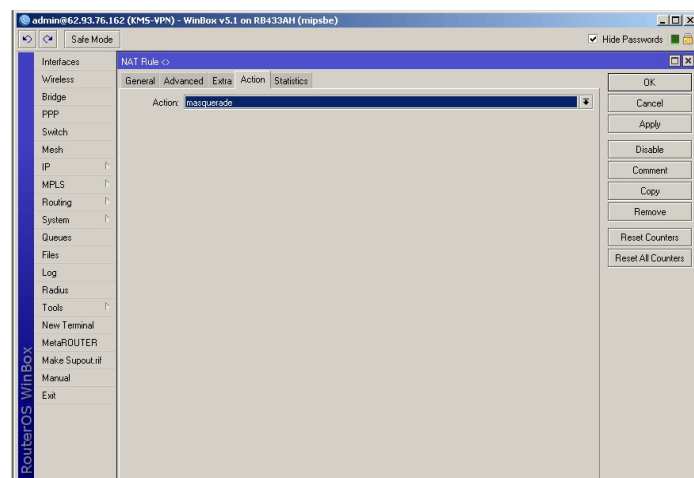 admin@62.93.76.162 (KMS-VPN) - WinBox v5.1 on RB433AH (mipsbe)
Safe Mode
Hide Passwords
Interfaces
Wireless
Bridge
PPP
Switch
Mesh
IP
MPLS
Routing
System
Queues
Files
Log
Radius
Tools
New Terminal
MetaROUTER
Make Supout.rif
Manual
Exit
RouterOS WinBox
NAT Rule <>
General Advanced Extra Action Statistics
Action: masquerade
OK
Cancel
Apply
Disable
Comment
Copy
Remove
Reset Counters
Reset All Counters